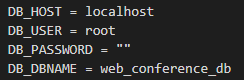 DB_HOST = localhost
DB_USER = root
DB_PASSWORD = ""
DB_DBNAME = web_conference_db